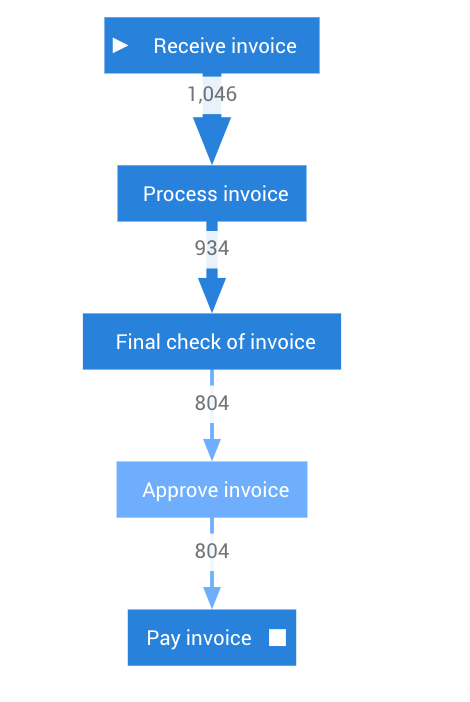 Receive invoice
1,046
Process invoice
934
Final check of invoice
804
Approve invoice
804
Pay invoice